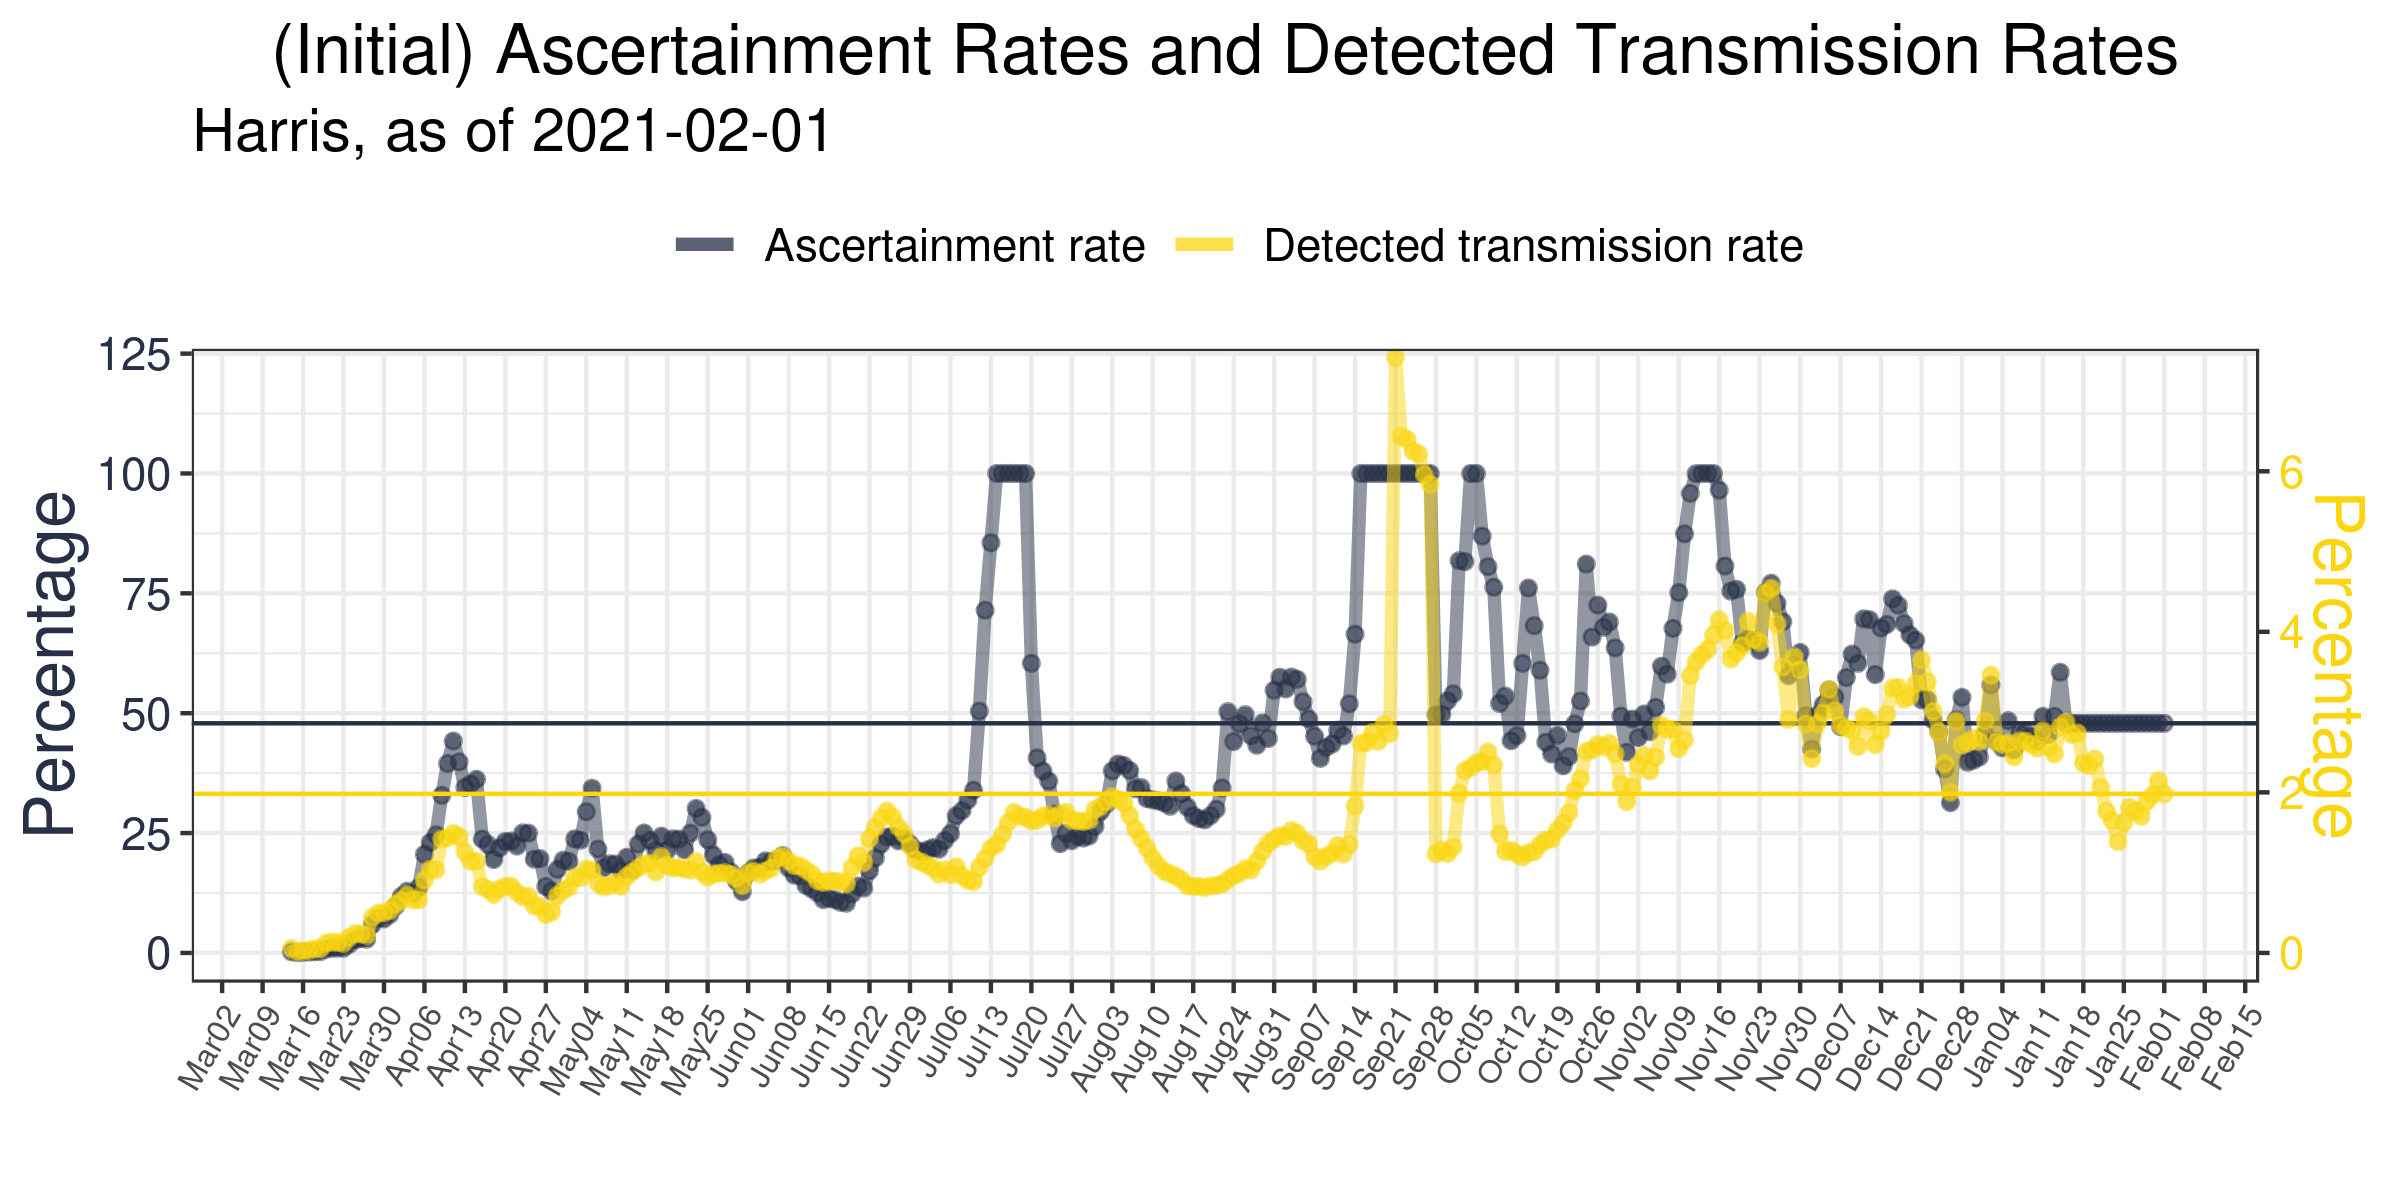 (Initial) Ascertainment Rates and Detected Transmission Rates
Harris, as of 2021-02-01
Ascertainment rate
Detected transmission rate
Percentage
125
100
75
50
25
0
6
4
2
0
Percentage
Mar02
Mar09
Mar16
Mar23
Mar30
Apr06
Apr13
Apr20
Apr27
May04
May11
May18
May25
Jun01
Jun08
Jun15
Jun22
Jun29
Jul06
Jul13
Jul20
Jul27
Aug03
Aug10
Aug17
Aug24
Aug31
Sep07
Sep14
Sep21
Sep28
Oct05
Oct12
Oct19
Oct26
Nov02
Nov09
Nov16
Nov23
Nov30
Dec07
Dec14
Dec21
Dec28
Jan04
Jan11
Jan18
Jan25
Feb01
Feb08
Feb15